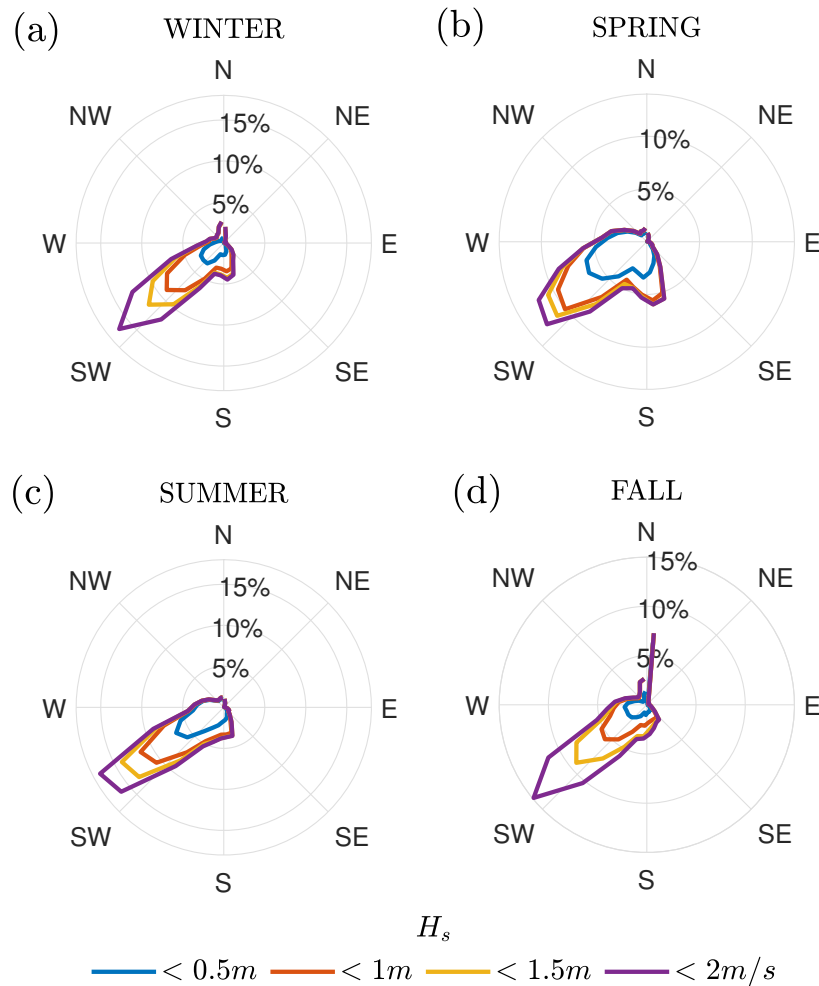 (a) WINTER
N
NW NE
15%
10%
5%
W E
SW SE
S
(b) SPRING
N
NW NE
10%
5%
W E
SW SE
S
(c) SUMMER
N
NW NE
15%
10%
5%
W E
SW SE
S
(d) FALL
N
15%
NW NE
10%
5%
W E
SW SE
S
H_s
< 0.5m < 1m < 1.5m < 2m/s